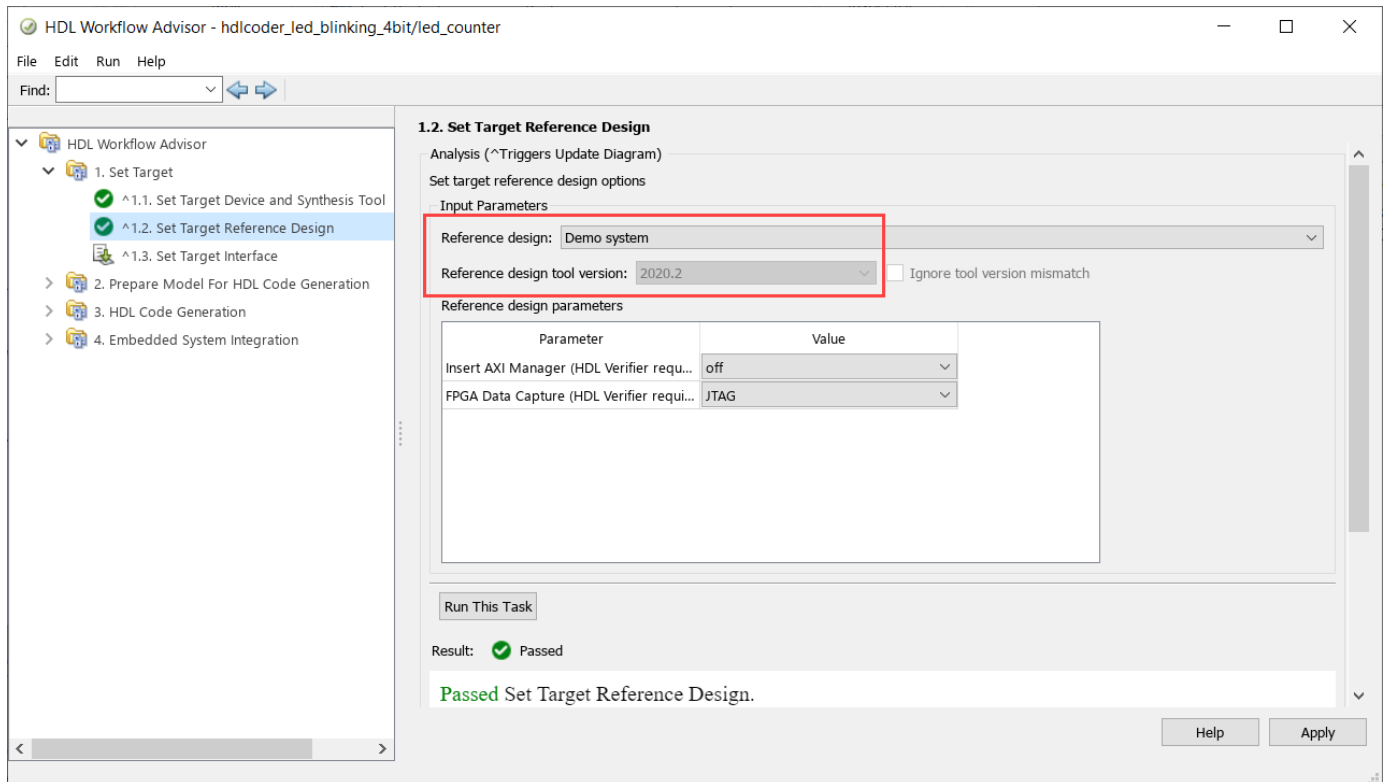 HDL Workflow Advisor - hdlcoder_led_blinking_4bit/led_counter
File Edit Run Help
Find:
HDL Workflow Advisor
1. Set Target
^1.1. Set Target Device and Synthesis Tool
^1.2. Set Target Reference Design
^1.3. Set Target Interface
2. Prepare Model For HDL Code Generation
3. HDL Code Generation
4. Embedded System Integration
1.2. Set Target Reference Design
Analysis (^Triggers Update Diagram)
Set target reference design options
Input Parameters
Reference design: Demo system
Reference design tool version: 2020.2 Ignore tool version mismatch
Reference design parameters
Parameter Value
Insert AXI Manager (HDL Verifier requ... off
FPGA Data Capture (HDL Verifier requi... JTAG
Run This Task
Result: Passed
Passed Set Target Reference Design.
Help Apply